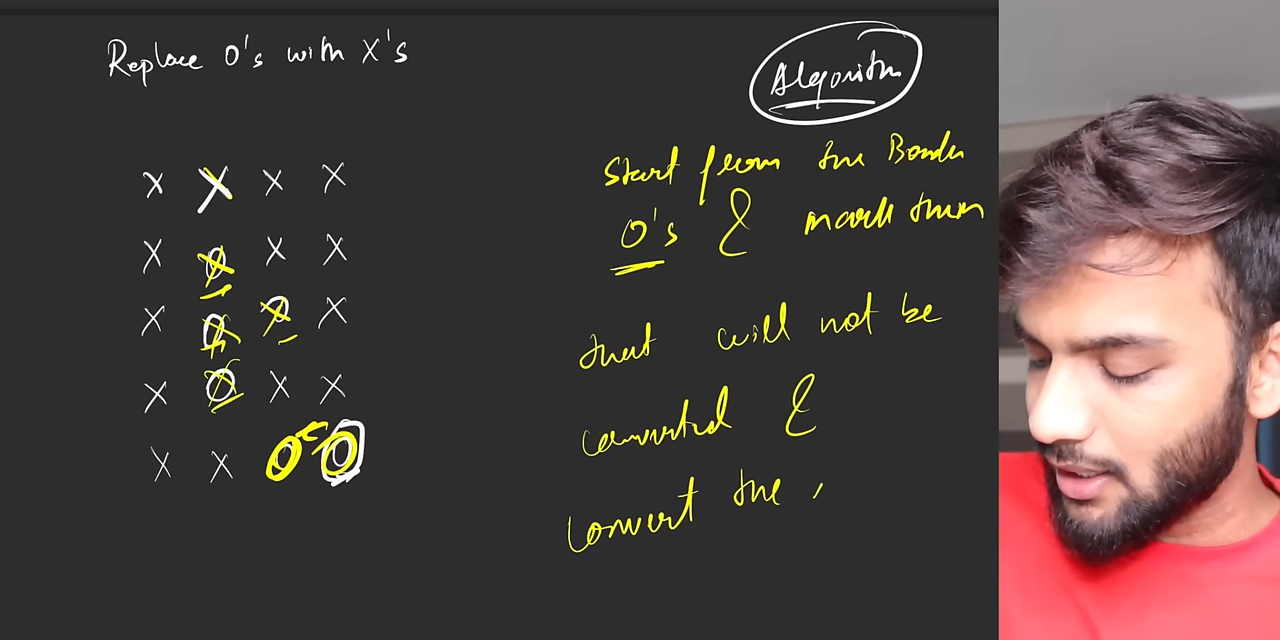 Replace O's with X's
Algorithm
X X X X
X O X X
X O O X
X O X X
X X O O
Start from the Border
O's & mark them
that will not be
converted &
convert the